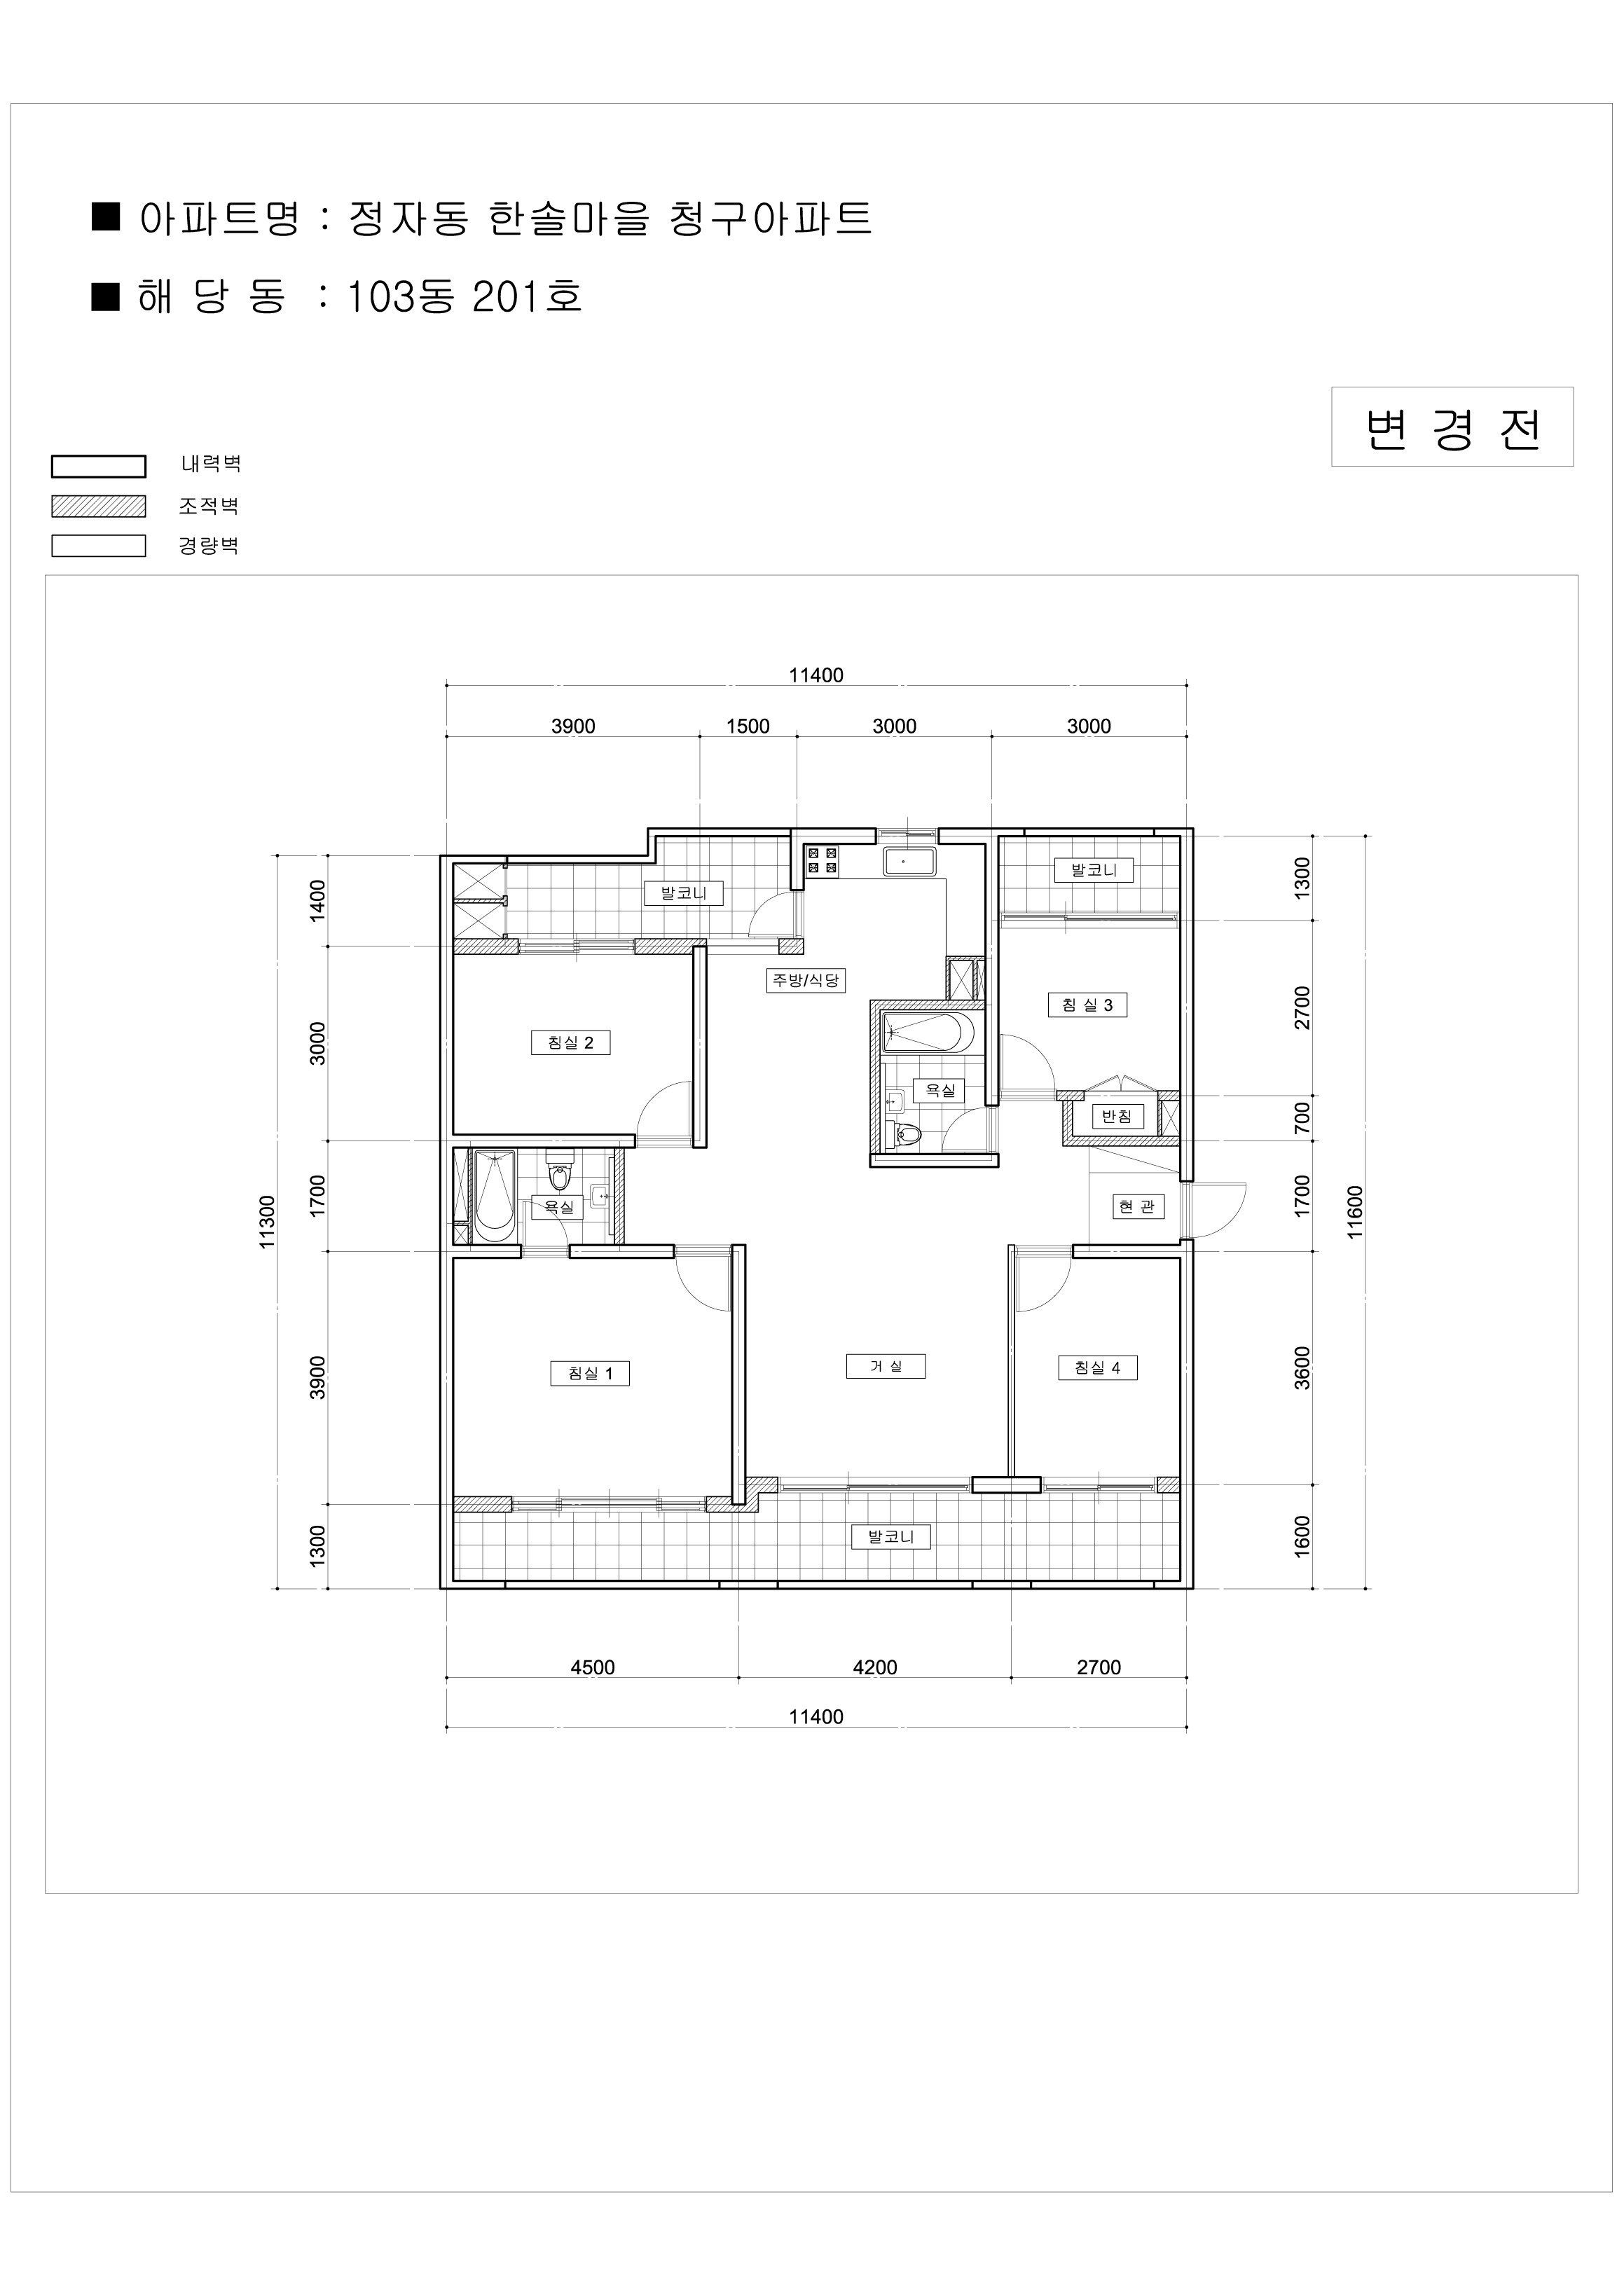 ■ 아파트명 : 정자동 한솔마을 청구아파트
■ 해 당 동 : 103동 201호
변 경 전
내력벽
조적벽
경량벽
11400
3900 1500 3000 3000
1400
3000
1700
3900
1300
11300
발코니
발코니
주방/식당
침 실 3
침실 2
욕실
반침
욕실
현 관
침실 1
거 실
침실 4
발코니
1300
2700
700
1700
3600
1600
11600
4500 4200 2700
11400